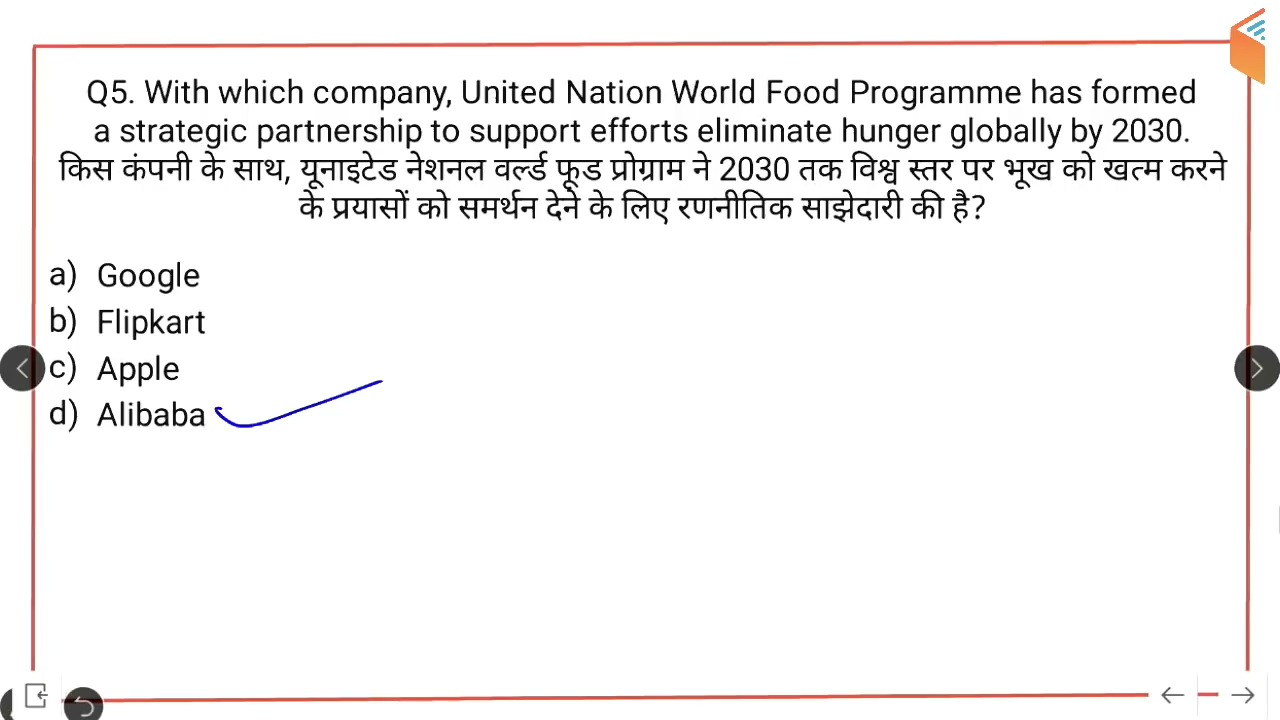 Q5. With which company, United Nation World Food Programme has formed
a strategic partnership to support efforts eliminate hunger globally by 2030.
किस कंपनी के साथ, यूनाइटेड नेशनल वर्ल्ड फूड प्रोग्राम ने 2030 तक विश्व स्तर पर भूख को खत्म करने
के प्रयासों को समर्थन देने के लिए रणनीतिक साझेदारी की है?
a) Google
b) Flipkart
c) Apple
d) Alibaba